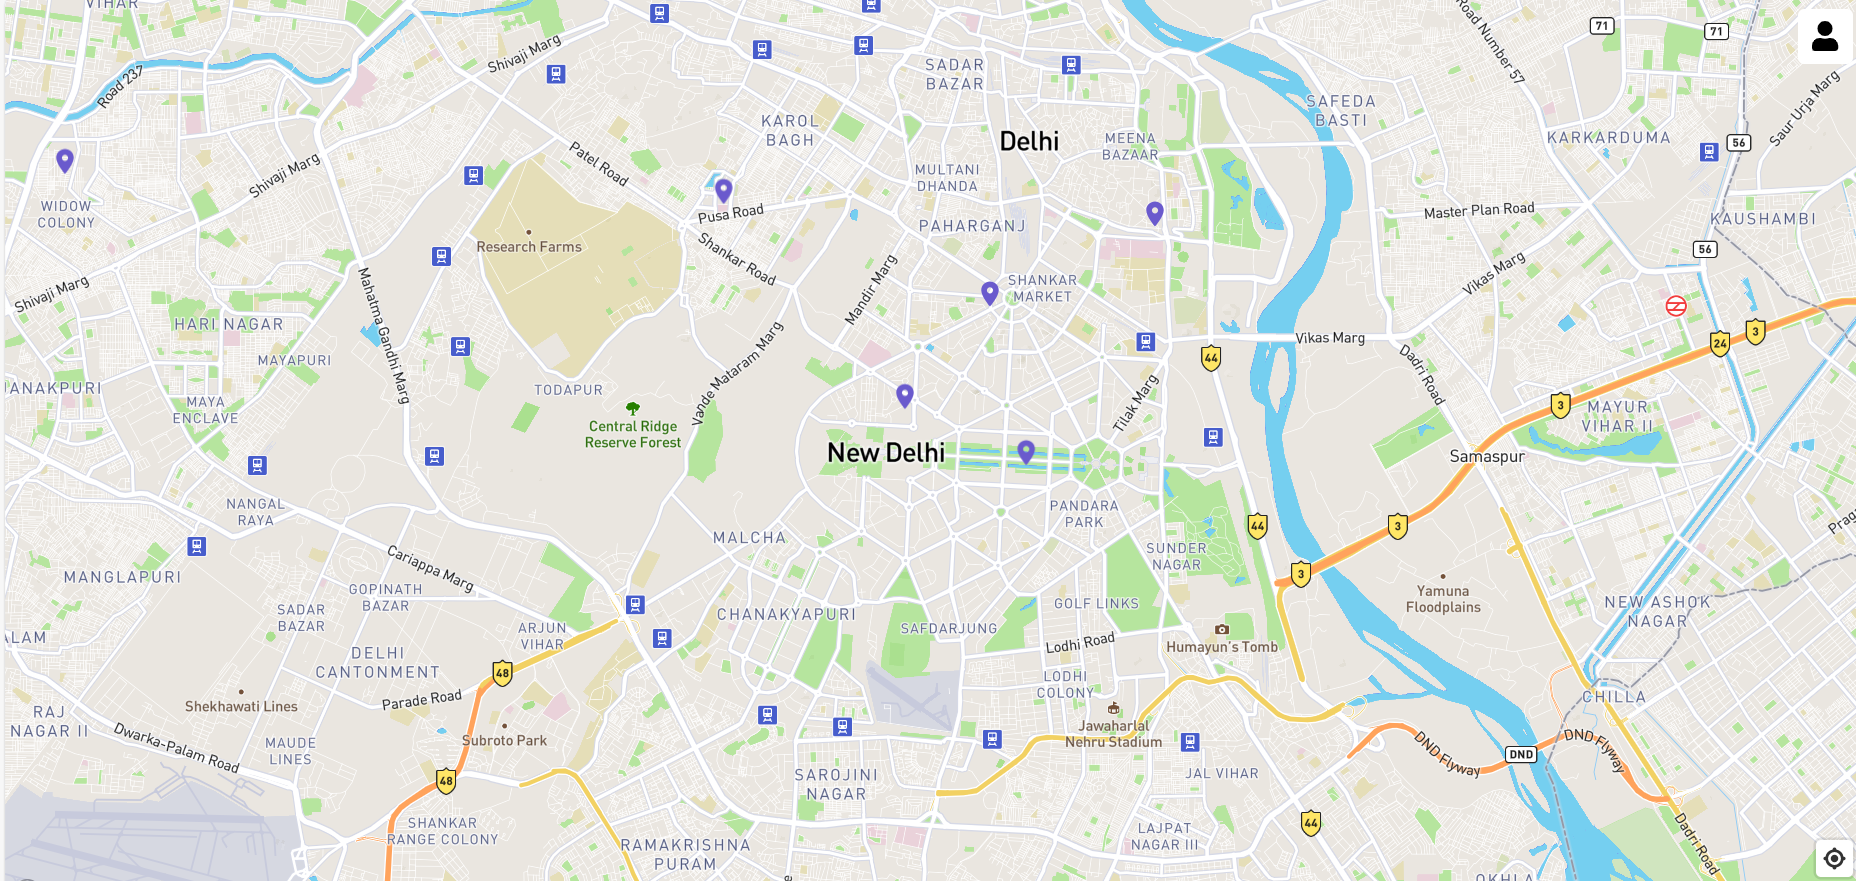 VIHAR
Road 237
Shivaji Marg
SADAR
BAZAR
71
71
Road Number 57
SAFEDA
BASTI
Saur Urja Marg
KAROL
BAGH
Delhi
MEENA
BAZAAR
KARKARDUMA
56
Patel Road
Shivaji Marg
MULTANI
DHANDA
WIDOW
COLONY
Pusa Road
PAHARGANJ
Master Plan Road
KAUSHAMBI
Research Farms
Shankar Road
56
Shivaji Marg
Mahatma Gandhi Marg
Mandir Marg
SHANKAR
MARKET
Vikas Marg
HARI NAGAR
MAYAPURI
Vande Mataram Marg
44
Vikas Marg
24
3
JANAKPURI
MAYA
ENCLAVE
TODAPUR
Tilak Marg
Dadri Road
3
MAYUR
VIHAR II
Central Ridge
Reserve Forest
New Delhi
Samaspur
NANGAL
RAYA
MALCHA
PANDARA
PARK
44
3
Cariappa Marg
SUNDER
NAGAR
3
MANGLAPURI
GOPINATH
BAZAR
SADAR
BAZAR
CHANAKYAPURI
GOLF LINKS
Yamuna
Floodplains
NEW ASHOK
NAGAR
ARJUN
VIHAR
SAFDARJUNG
Lodhi Road
Humayun's Tomb
ALAM
DELHI
CANTONMENT
48
Parade Road
LODHI
COLONY
CHILLA
Shekhawati Lines
RAJ
NAGAR II
Dwarka-Palam Road
MAUDE
LINES
Subroto Park
Jawaharlal
Nehru Stadium
DND Flyway
DND
DND Flyway
48
SAROJINI
NAGAR
JAL VIHAR
SHANKAR
RANGE COLONY
RAMAKRISHNA
PURAM
LAJPAT
NAGAR III
44
Dadri Road
OKHLA